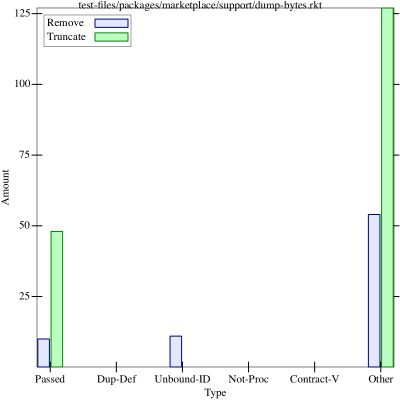 test-files/packages/marketplace/support/dump-bytes.rkt
Remove
Truncate
125
100
75
50
25
Amount
Passed Dup-Def Unbound-ID Not-Proc Contract-V Other
Type